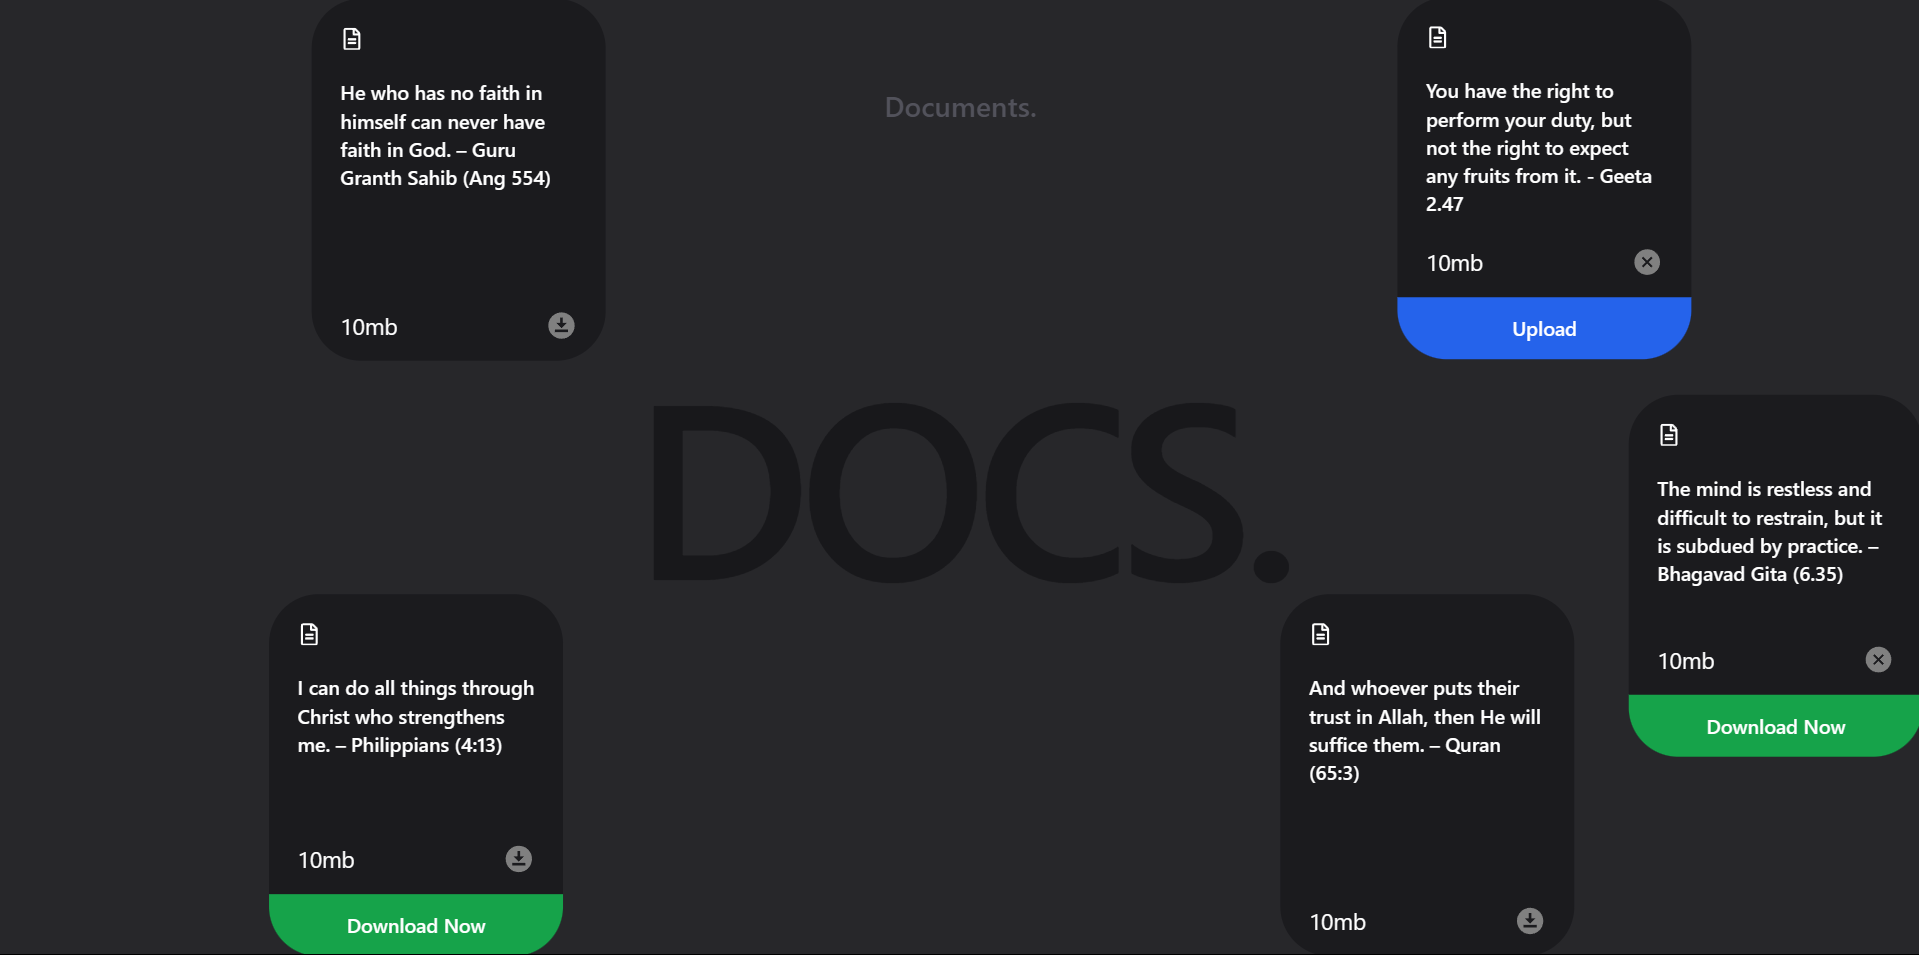 He who has no faith in
himself can never have
faith in God. – Guru
Granth Sahib (Ang 554)
10mb
Documents.
You have the right to
perform your duty, but
not the right to expect
any fruits from it. - Geeta
2.47
10mb
Upload
DOCS.
The mind is restless and
difficult to restrain, but it
is subdued by practice. –
Bhagavad Gita (6.35)
10mb
Download Now
I can do all things through
Christ who strengthens
me. – Philippians (4:13)
10mb
Download Now
And whoever puts their
trust in Allah, then He will
suffice them. – Quran
(65:3)
10mb